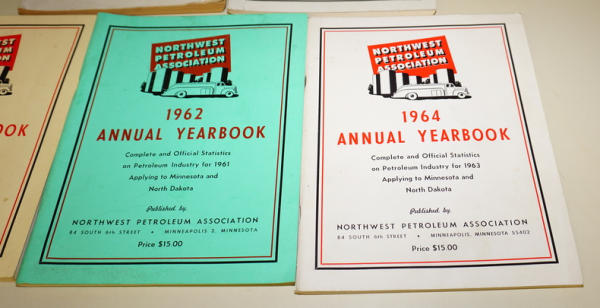 OOK
NORTHWEST
PETROLEUM
ASSOCIATION
1962
ANNUAL YEARBOOK
Complete and Official Statistics
on Petroleum Industry for 1961
Applying to Minnesota and
North Dakota
Published by
NORTHWEST PETROLEUM ASSOCIATION
84 SOUTH 6th STREET • MINNEAPOLIS 2, MINNESOTA
Price $15.00
NORTHWEST
PETROLEUM
ASSOCIATION
1964
ANNUAL YEARBOOK
Complete and Official Statistics
on Petroleum Industry for 1963
Applying to Minnesota and
North Dakota
Published by
NORTHWEST PETROLEUM ASSOCIATION
84 SOUTH 6th STREET • MINNEAPOLIS, MINNESOTA 55402
Price $15.00